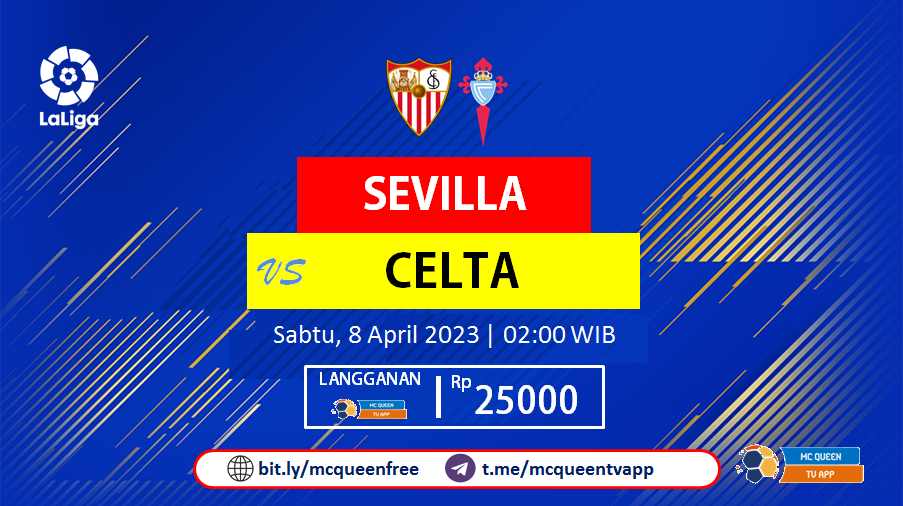 LaLiga
SEVILLA
VS
CELTA
Sabtu, 8 April 2023 | 02:00 WIB
LANGGANAN
MC QUEEN
TV APP
Rp
25000
bit.ly/mcqueenfree
t.me/mcqueentvapp
MC QUEEN
TV APP